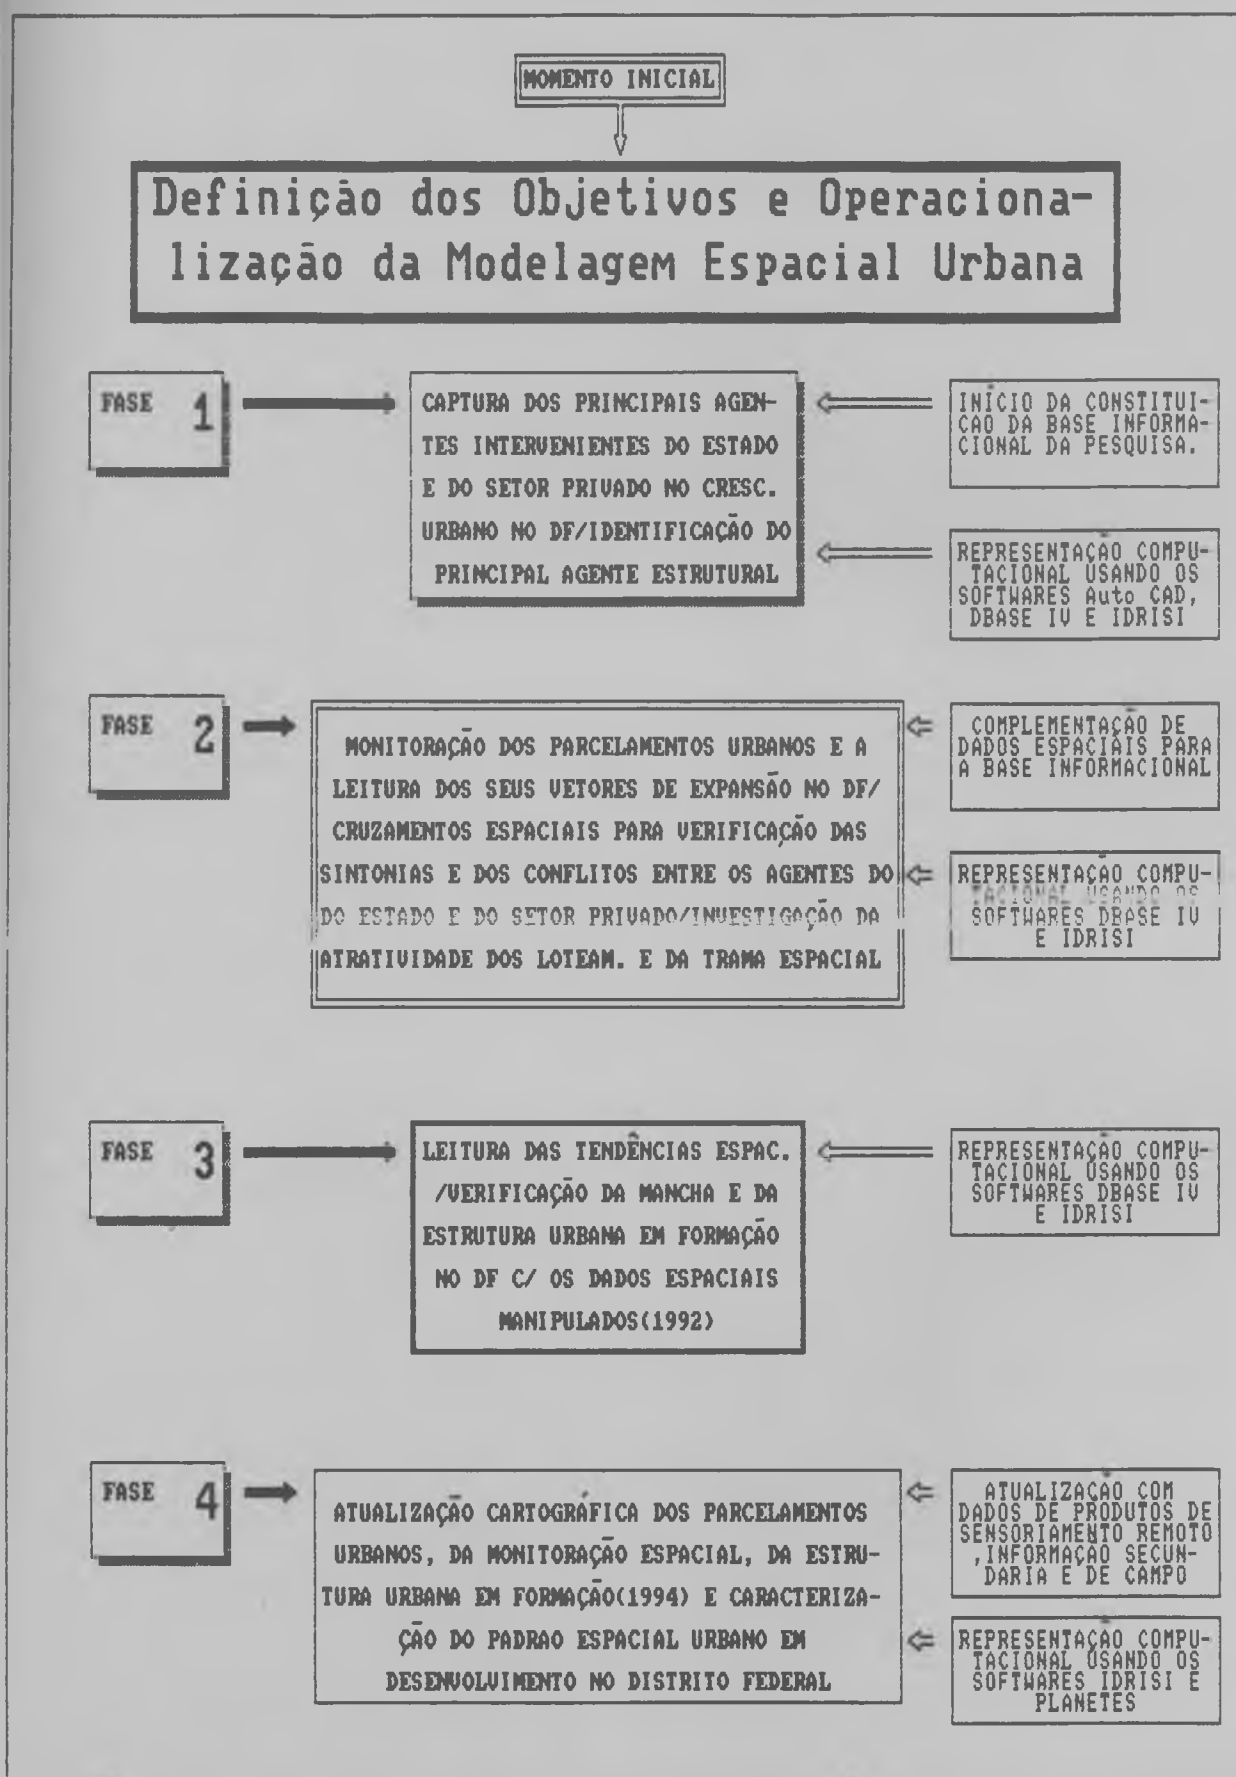 MOMENTO INICIAL
Definição dos Objetivos e Operaciona-
lização da Modelagem Espacial Urbana
FASE 1
CAPTURA DOS PRINCIPAIS AGEN-
TES INTERVENIENTES DO ESTADO
E DO SETOR PRIVADO NO CRESC.
URBANO NO DF/IDENTIFICAÇÃO DO
PRINCIPAL AGENTE ESTRUTURAL
INÍCIO DA CONSTITUI-
ÇAO DA BASE INFORMA-
CIONAL DA PESQUISA.
REPRESENTAÇÃO COMPU-
TACIONAL USANDO OS
SOFTWARES Auto CAD,
DBASE IV E IDRISI
FASE 2
MONITORAÇÃO DOS PARCELAMENTOS URBANOS E A
LEITURA DOS SEUS VETORES DE EXPANSÃO NO DF/
CRUZAMENTOS ESPACIAIS PARA VERIFICAÇÃO DAS
SINTONIAS E DOS CONFLITOS ENTRE OS AGENTES DO
DO ESTADO E DO SETOR PRIVADO/INVESTIGAÇÃO DA
ATRATIVIDADE DOS LOTEAM. E DA TRAMA ESPACIAL
COMPLEMENTAÇÃO DE
DADOS ESPACIAIS PARA
A BASE INFORMACIONAL
REPRESENTAÇÃO COMPU-
TACIONAL USANDO OS
SOFTWARES DBASE IV
E IDRISI
FASE 3
LEITURA DAS TENDÊNCIAS ESPAC.
/VERIFICAÇÃO DA MANCHA E DA
ESTRUTURA URBANA EM FORMAÇÃO
NO DF C/ OS DADOS ESPACIAIS
MANIPULADOS(1992)
REPRESENTAÇÃO COMPU-
TACIONAL USANDO OS
SOFTWARES DBASE IV
E IDRISI
FASE 4
ATUALIZAÇÃO CARTOGRÁFICA DOS PARCELAMENTOS
URBANOS, DA MONITORAÇÃO ESPACIAL, DA ESTRU-
TURA URBANA EM FORMAÇÃO(1994) E CARACTERIZA-
ÇÃO DO PADRAO ESPACIAL URBANO EM
DESENVOLVIMENTO NO DISTRITO FEDERAL
ATUALIZAÇÃO COM
DADOS DE PRODUTOS DE
SENSORIAMENTO REMOTO
,INFORMAÇÃO SECUN-
DARIA E DE CAMPO
REPRESENTAÇÃO COMPU-
TACIONAL USANDO OS
SOFTWARES IDRISI E
PLANETES